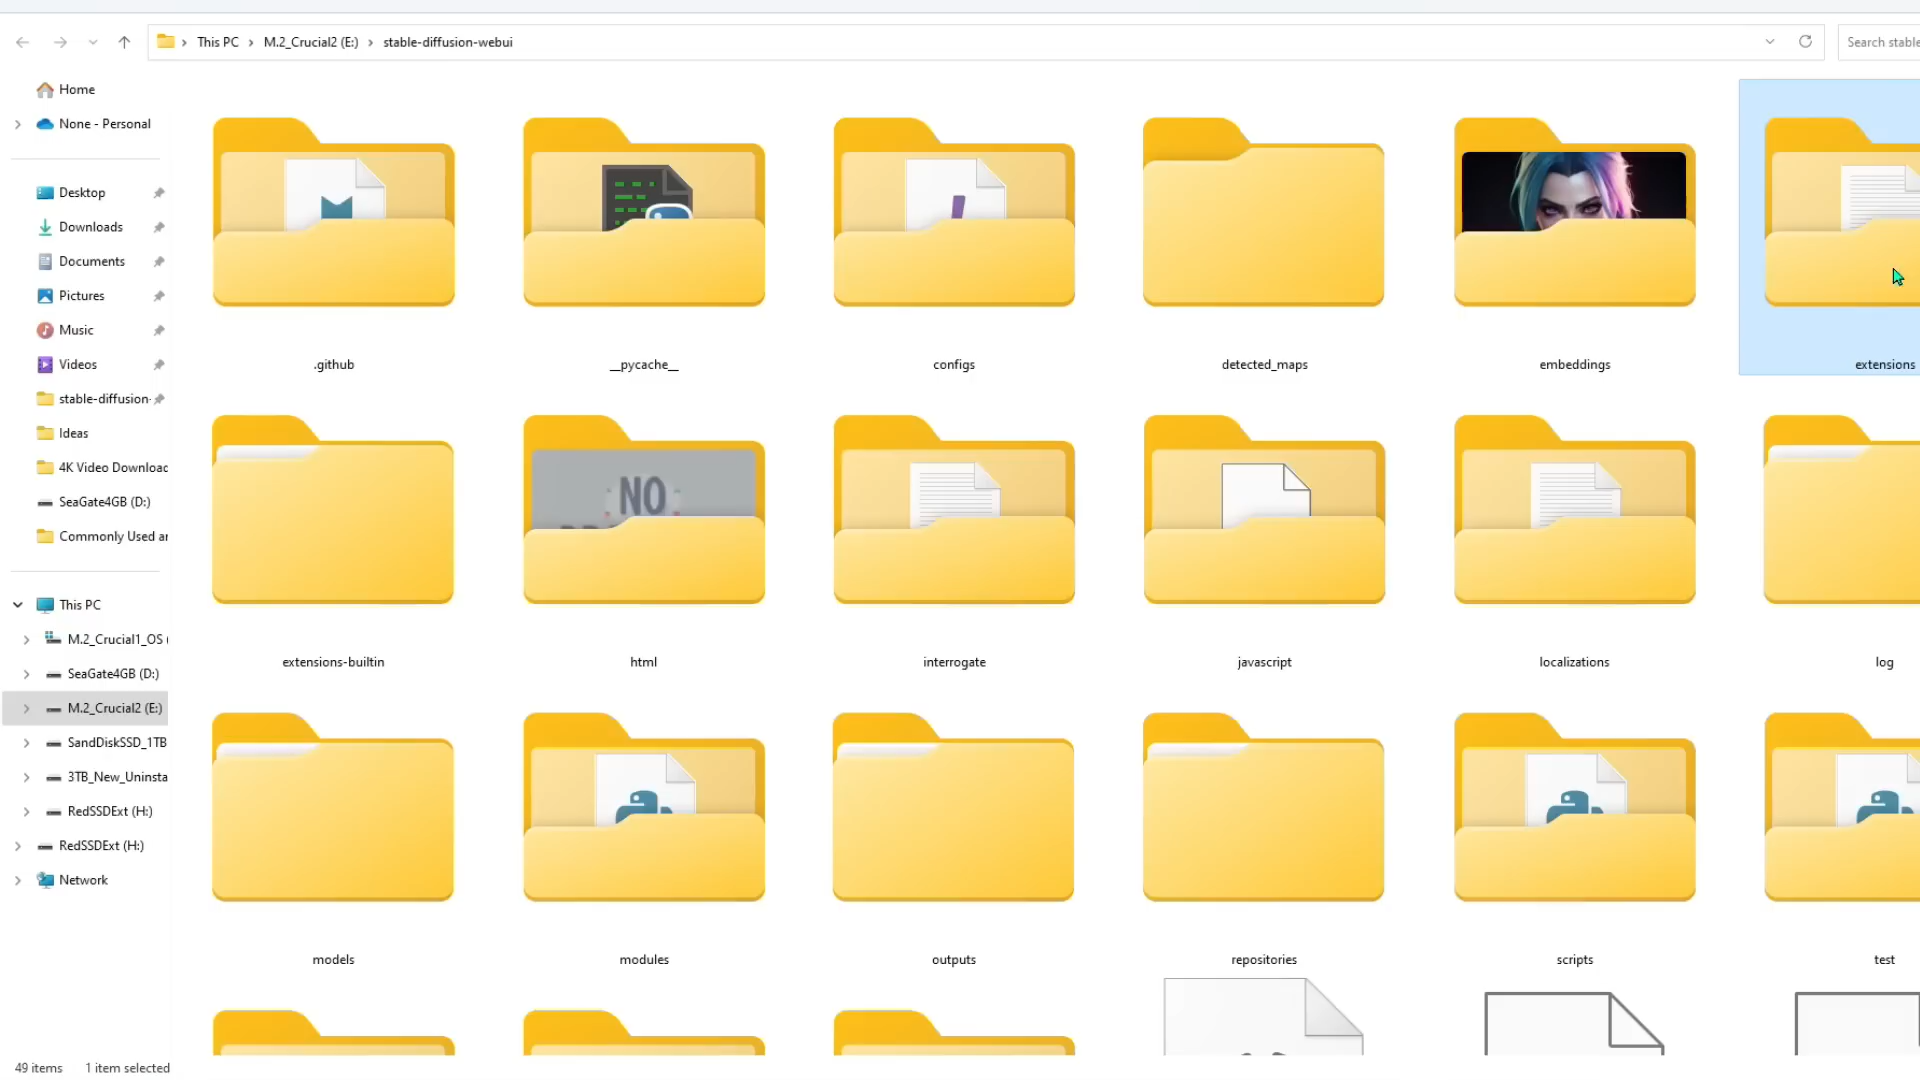 This PC
M.2_Crucial2 (E:)
stable-diffusion-webui
Search stable
Home
None - Personal
Desktop
Downloads
Documents
Pictures
Music
Videos
stable-diffusion-
Ideas
4K Video Downloac
SeaGate4GB (D:)
Commonly Used ar
This PC
M.2_Crucial1_OS (
SeaGate4GB (D:)
M.2_Crucial2 (E:)
SandDiskSSD_1TB
3TB_New_Uninsta
RedSSDExt (H:)
RedSSDExt (H:)
Network
.github
__pycache__
configs
detected_maps
embeddings
extensions
NO
extensions-builtin
html
interrogate
javascript
localizations
log
models
modules
outputs
repositories
scripts
test
49 items
1 item selected